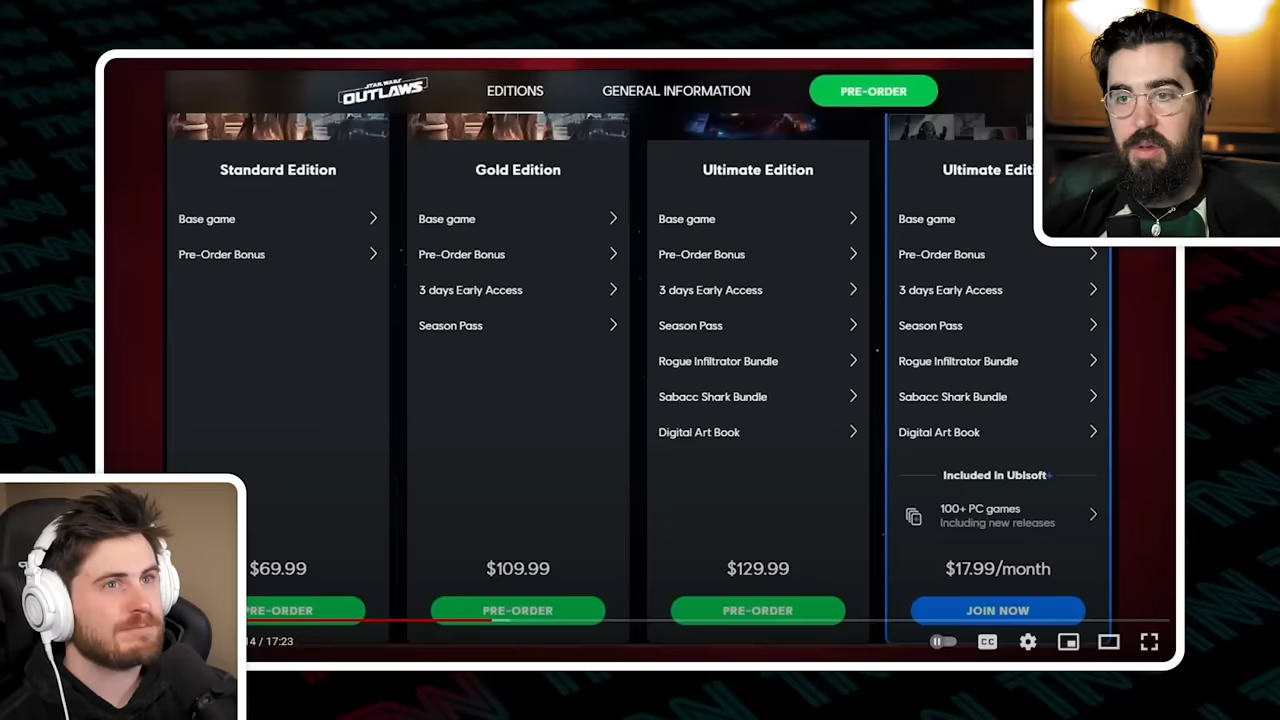 STAR WARS
OUTLAWS
EDITIONS
GENERAL INFORMATION
PRE-ORDER
Standard Edition
Base game
Pre-Order Bonus
$69.99
PRE-ORDER
Gold Edition
Base game
Pre-Order Bonus
3 days Early Access
Season Pass
$109.99
PRE-ORDER
Ultimate Edition
Base game
Pre-Order Bonus
3 days Early Access
Season Pass
Rogue Infiltrator Bundle
Sabacc Shark Bundle
Digital Art Book
$129.99
PRE-ORDER
Ultimate Editi
Base game
Pre-Order Bonus
3 days Early Access
Season Pass
Rogue Infiltrator Bundle
Sabacc Shark Bundle
Digital Art Book
Included in Ubisoft+
100+ PC games
Including new releases
$17.99/month
JOIN NOW
14 / 17:23
CC